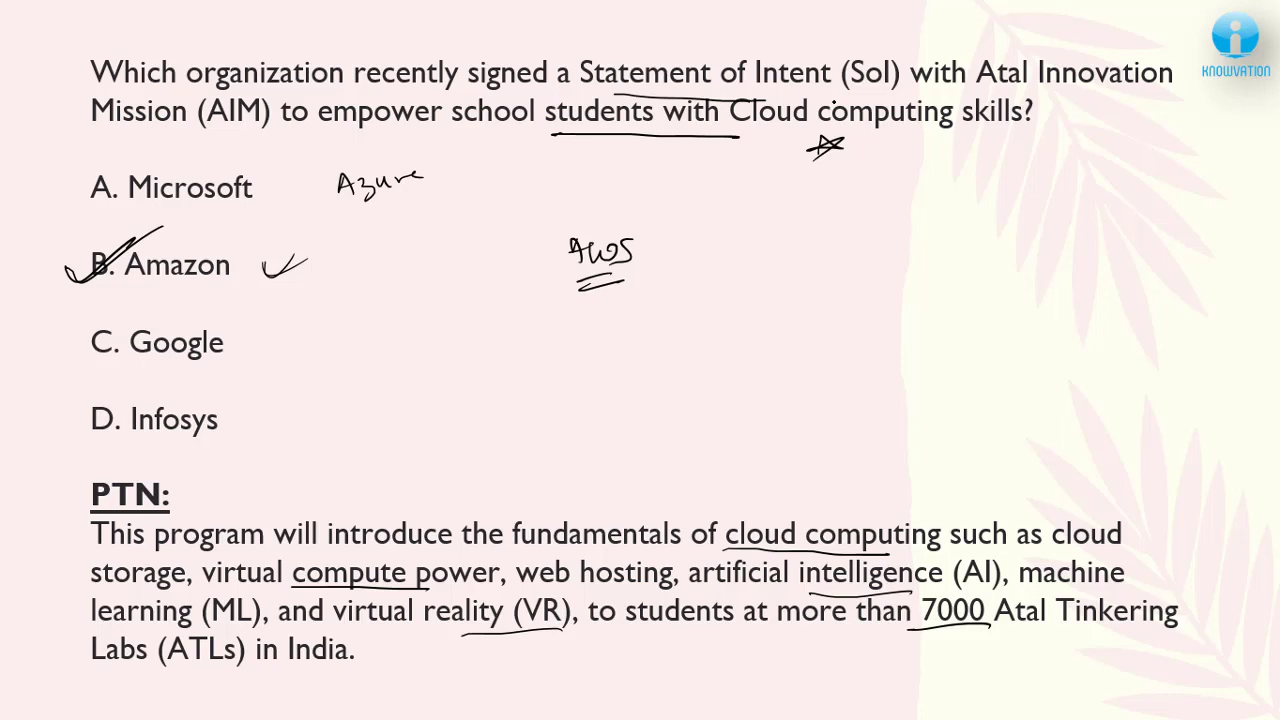 KNOWVATION
Which organization recently signed a Statement of Intent (SoI) with Atal Innovation
Mission (AIM) to empower school students with Cloud computing skills?
A. Microsoft Azure
B. Amazon AWS
C. Google
D. Infosys
PTN:
This program will introduce the fundamentals of cloud computing such as cloud
storage, virtual compute power, web hosting, artificial intelligence (AI), machine
learning (ML), and virtual reality (VR), to students at more than 7000 Atal Tinkering
Labs (ATLs) in India.